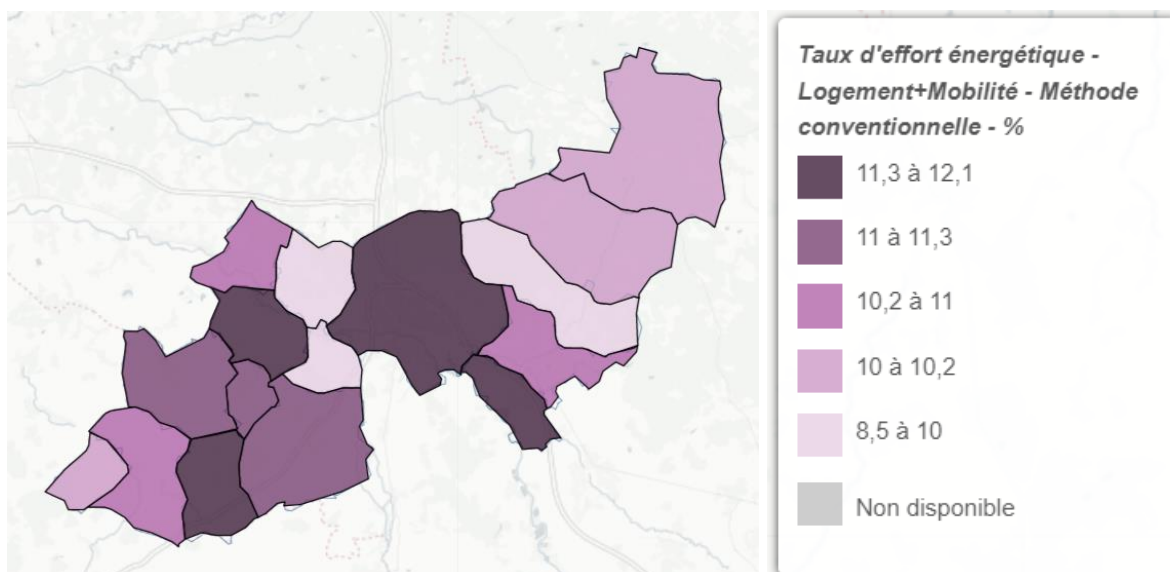 Taux d'effort énergétique -
Logement+Mobilité - Méthode
conventionnelle - %
11,3 à 12,1
11 à 11,3
10,2 à 11
10 à 10,2
8,5 à 10
Non disponible